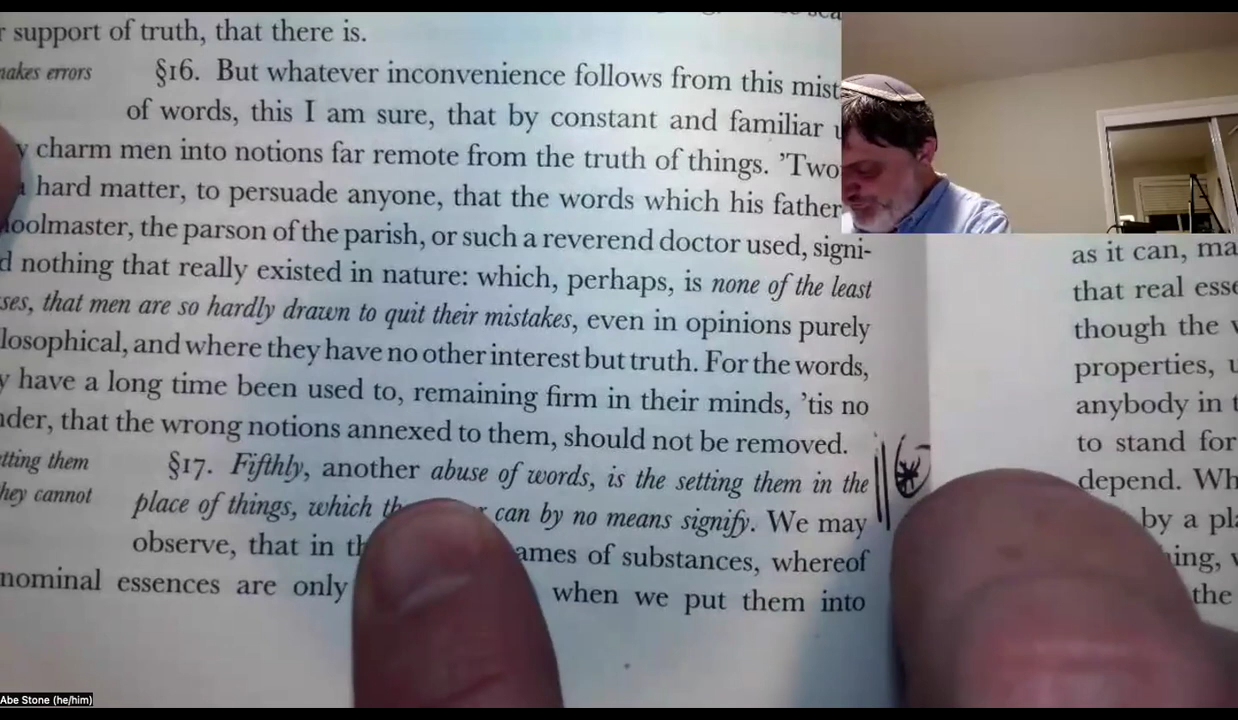 support of truth, that there is.
makes errors §16. But whatever inconvenience follows from this mist
of words, this I am sure, that by constant and familiar
y charm men into notions far remote from the truth of things. ’Two
hard matter, to persuade anyone, that the words which his father
oolmaster, the parson of the parish, or such a reverend doctor used, signi-
d nothing that really existed in nature: which, perhaps, is none of the least
ses, that men are so hardly drawn to quit their mistakes, even in opinions purely
losophical, and where they have no other interest but truth. For the words,
y have a long time been used to, remaining firm in their minds, ’tis no
nder, that the wrong notions annexed to them, should not be removed.
tting them §17. Fifthly, another abuse of words, is the setting them in the
hey cannot place of things, which th can by no means signify. We may
observe, that in th ames of substances, whereof
nominal essences are only when we put them into
as it can, ma
that real esse
though the
properties,
anybody in
to stand for
depend. Wh
by a pla
ing,
the
Abe Stone (he/him)